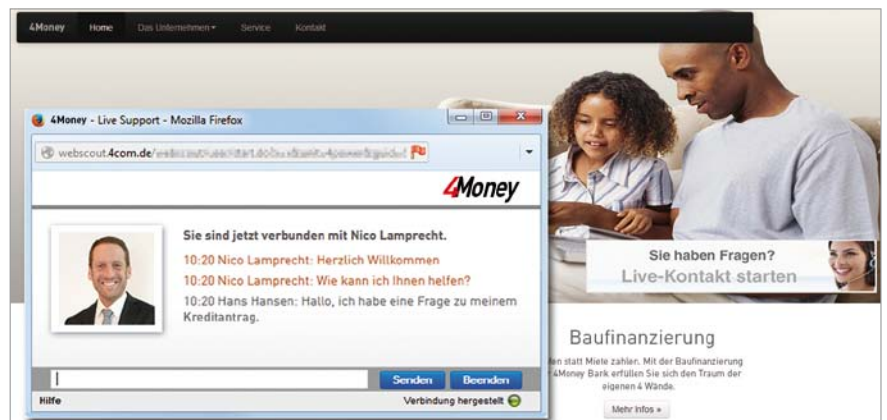 4Money Home Das Unternehmen Service Kontakt
4Money - Live Support - Mozilla Firefox
webscout.4com.de/
4Money
Sie sind jetzt verbunden mit Nico Lamprecht.
10:20 Nico Lamprecht: Herzlich Willkommen
10:20 Nico Lamprecht: Wie kann ich Ihnen helfen?
10:20 Hans Hansen: Hallo, ich habe eine Frage zu meinem
Kreditantrag.
Senden Beenden
Hilfe Verbindung hergestellt
Sie haben Fragen?
Live-Kontakt starten
Baufinanzierung
statt Miete zahlen. Mit der Baufinanzierung
4Money Bank erfüllen Sie sich den Traum der
eigenen 4 Wände.
Mehr Infos »